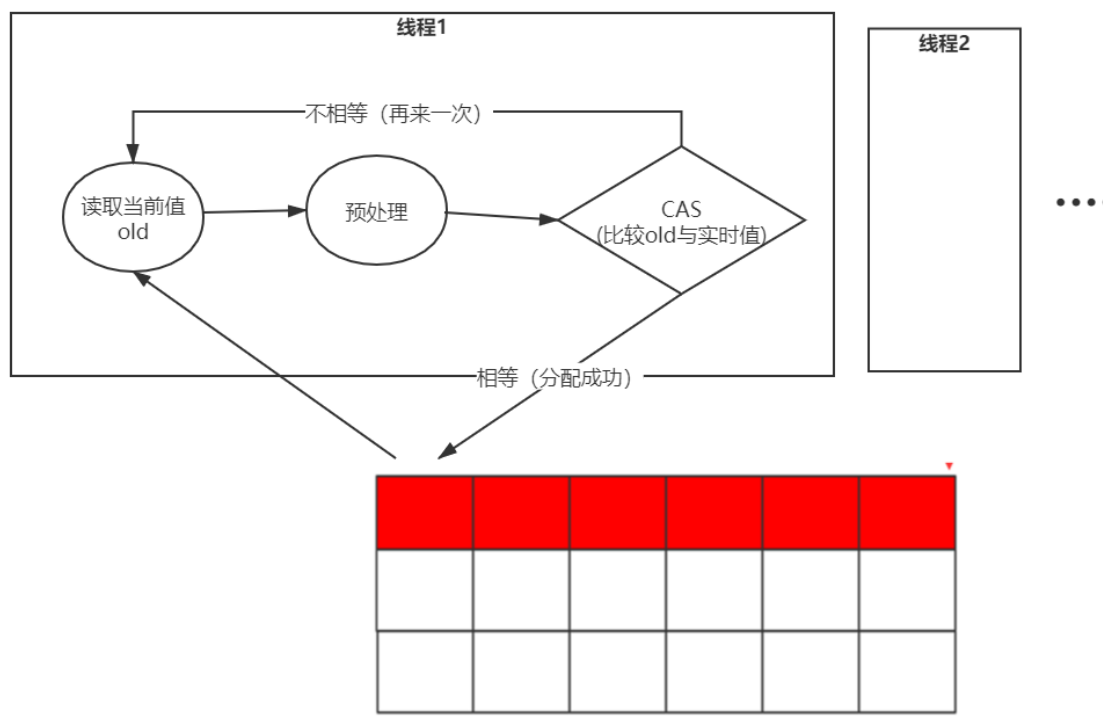 线程1
线程2
不相等（再来一次）
读取当前值
old
预处理
CAS
(比较old与实时值)
相等（分配成功）